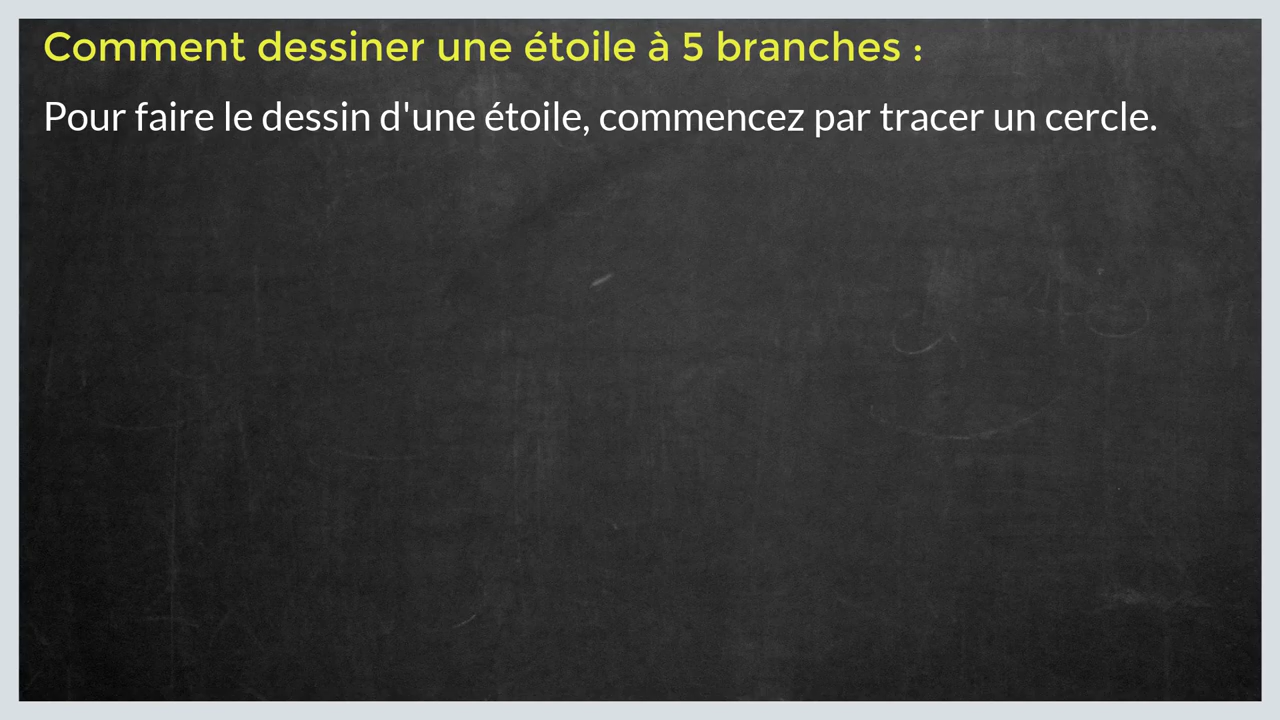 Comment dessiner une étoile à 5 branches :
Pour faire le dessin d'une étoile, commencez par tracer un cercle.